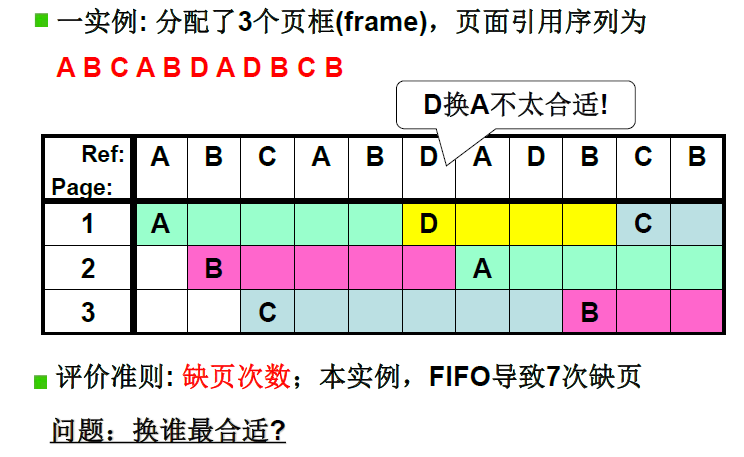 一实例: 分配了3个页框(frame)，页面引用序列为
A B C A B D A D B C B
D换A不太合适!
Ref: A B C A B D A D B C B
Page:
1 A D C
2 B A
3 C B
评价准则: 缺页次数；本实例，FIFO导致7次缺页
问题：换谁最合适?